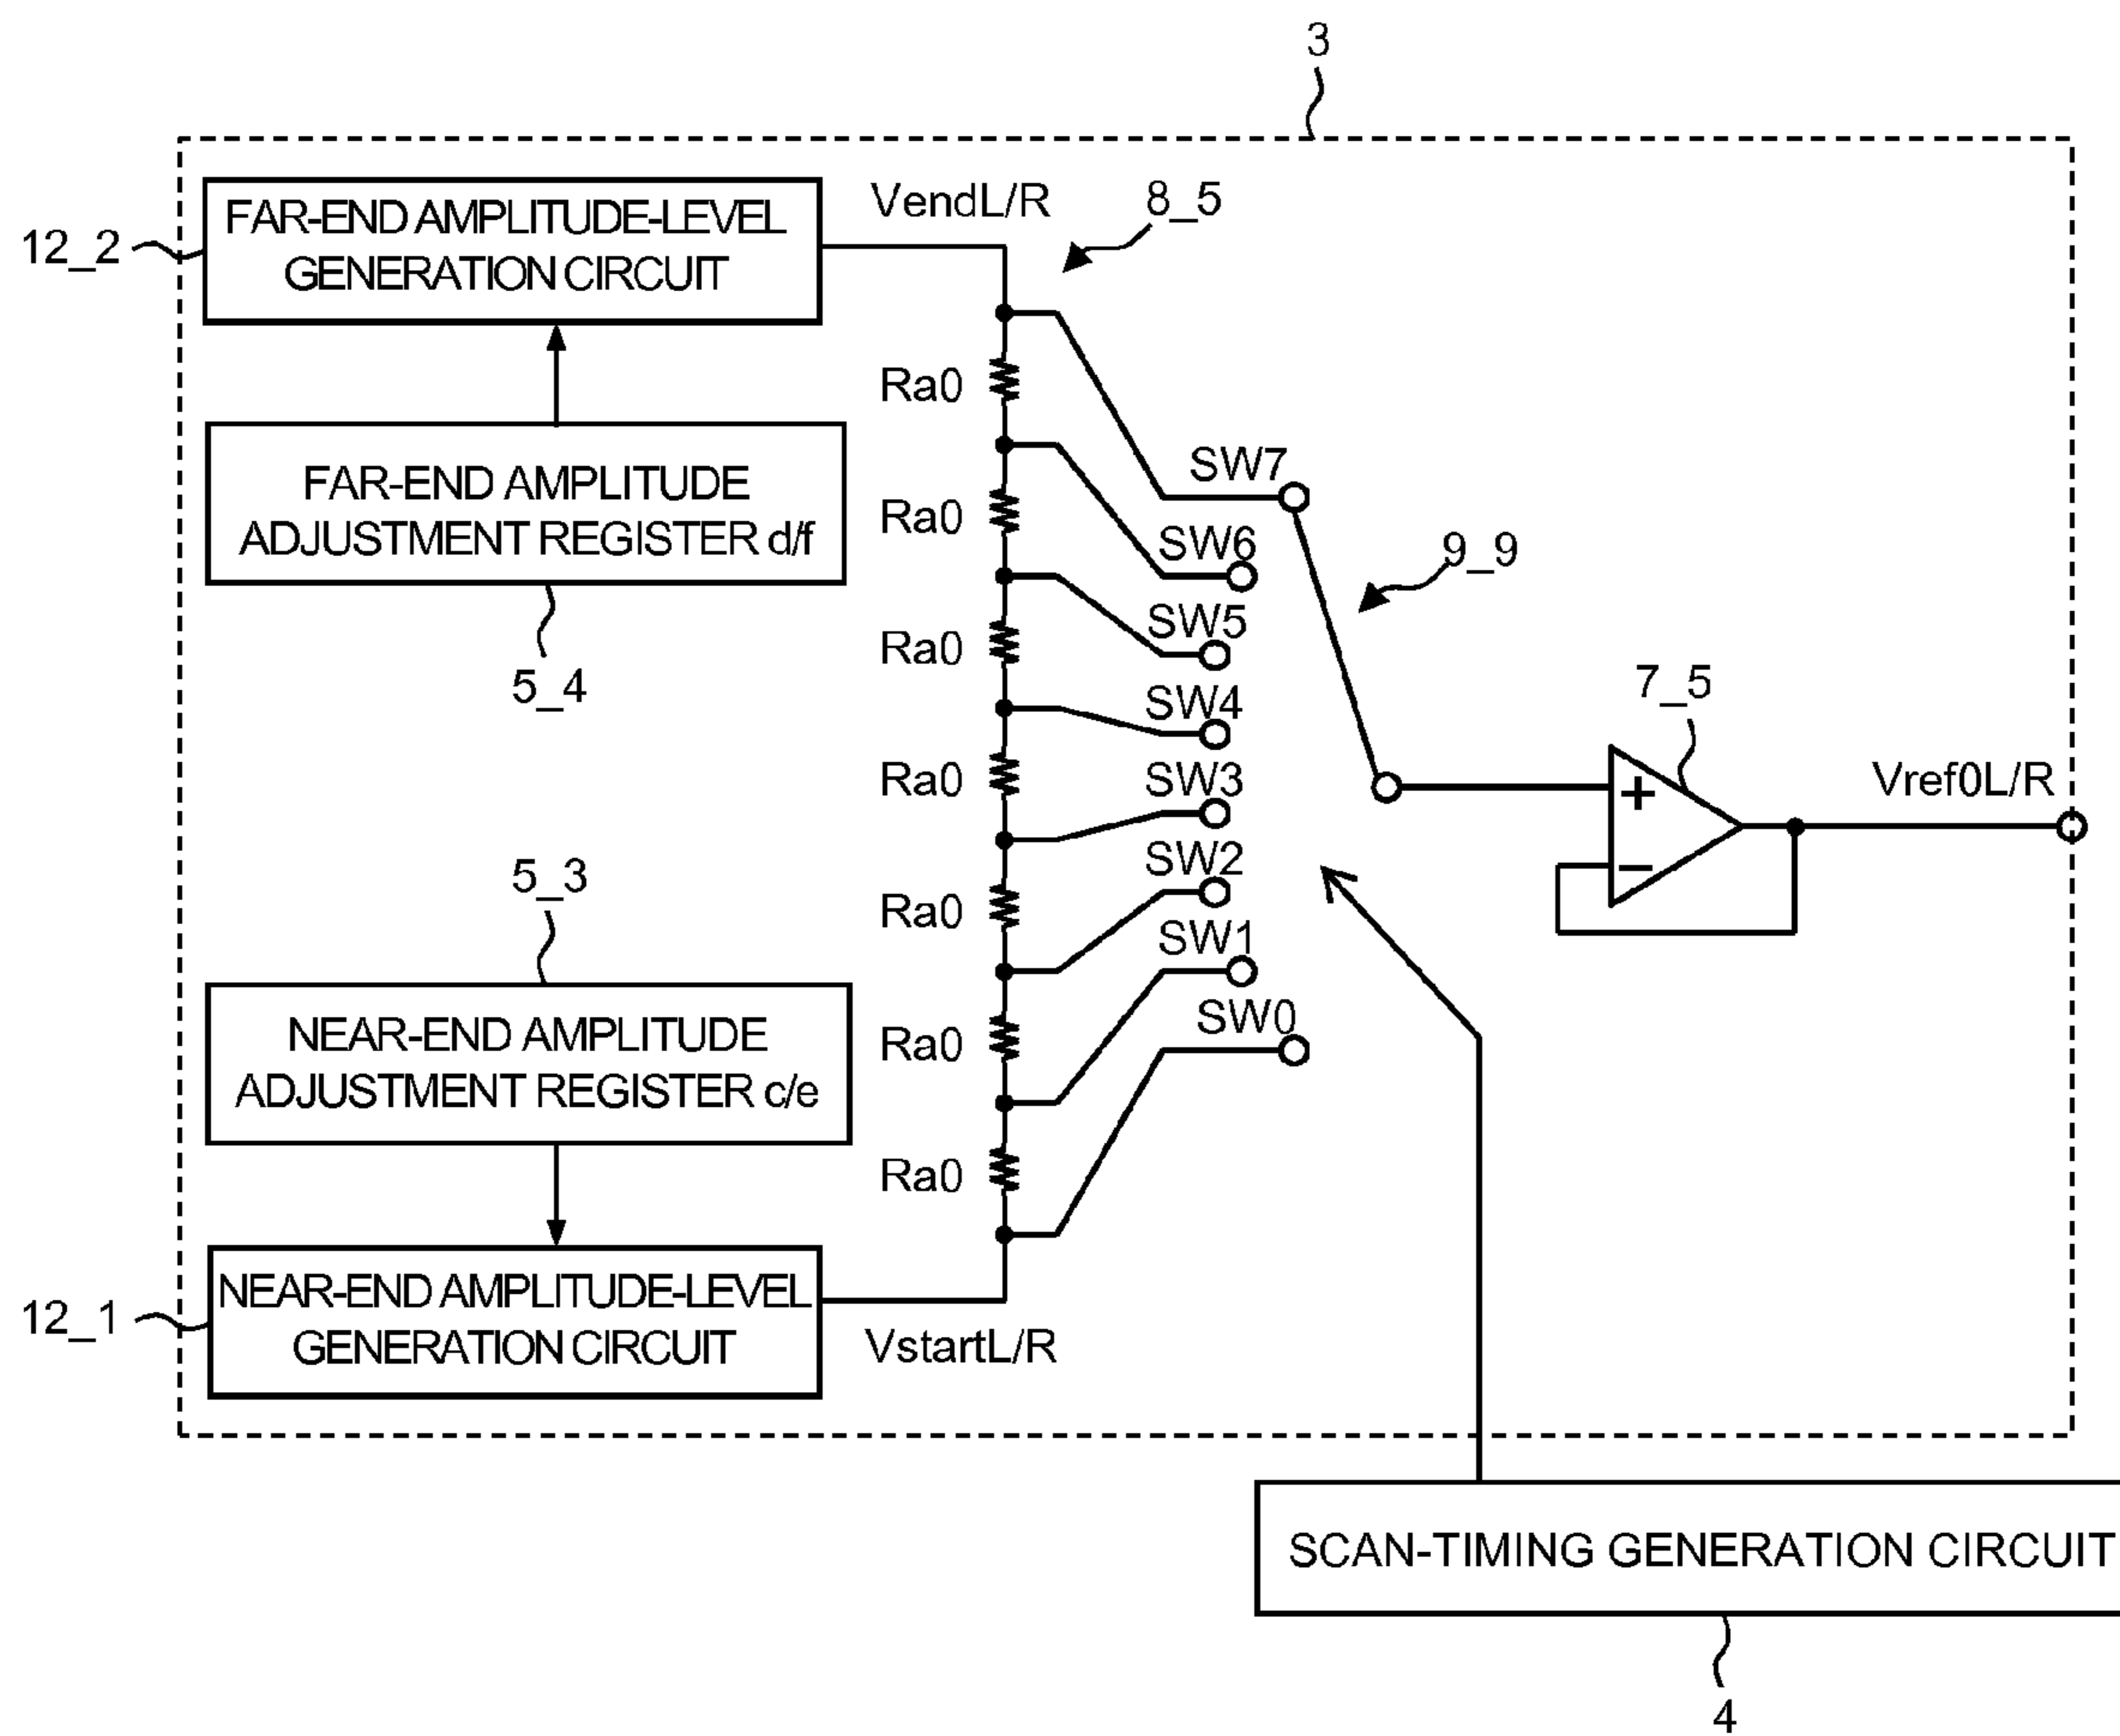 3
12_2
FAR-END AMPLITUDE-LEVEL
GENERATION CIRCUIT
VendL/R
8_5
Ra0
FAR-END AMPLITUDE
ADJUSTMENT REGISTER d/f
5_4
SW7
Ra0
SW6
9_9
SW5
Ra0
SW4
7_5
Ra0
SW3
+
−
Vref0L/R
5_3
SW2
Ra0
SW1
NEAR-END AMPLITUDE
ADJUSTMENT REGISTER c/e
Ra0
SW0
Ra0
12_1
NEAR-END AMPLITUDE-LEVEL
GENERATION CIRCUIT
VstartL/R
SCAN-TIMING GENERATION CIRCUIT
4